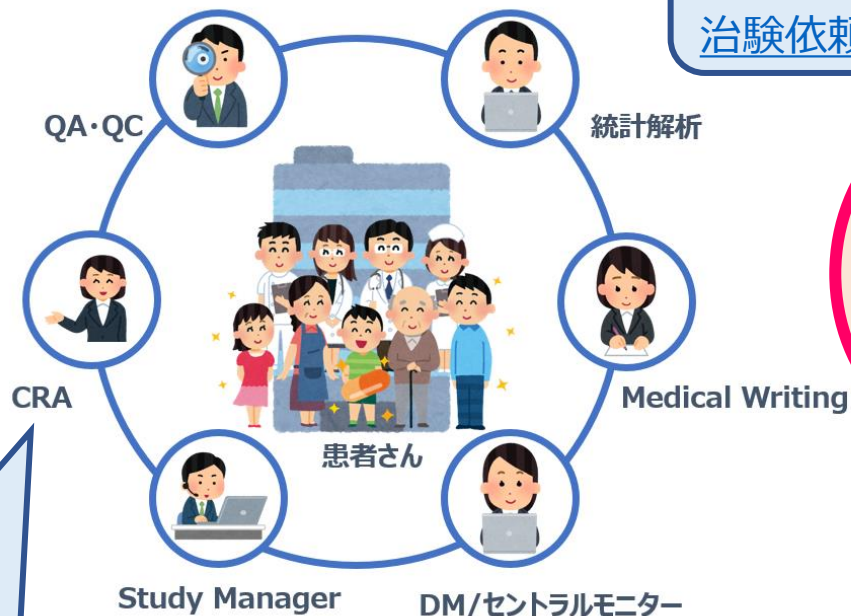 治験依頼
QA・QC
統計解析
CRA
Medical Writing
患者さん
Study Manager
DM/セントラルモニター